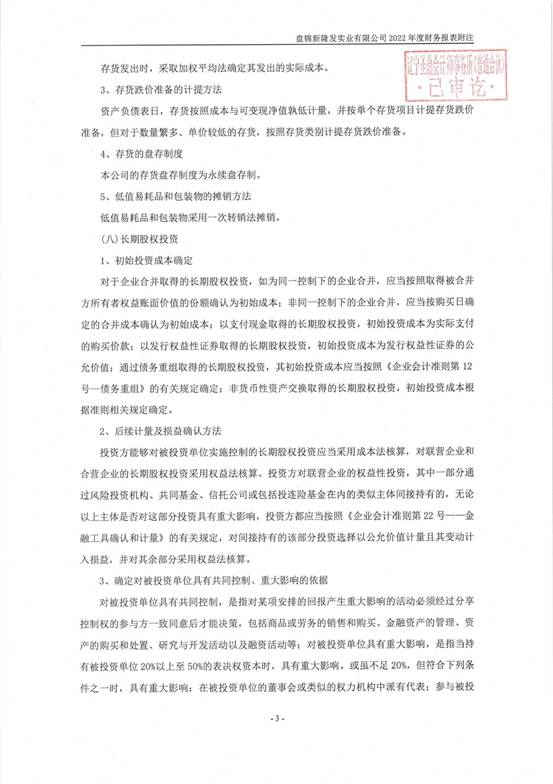 盘锦新隆发实业有限公司2022年度财务报表附注
辽宁圣鼎会计师事务所(普通合伙)
·已审讫·
存货发出时，采取加权平均法确定其发出的实际成本。
3、存货跌价准备的计提方法
资产负债表日，存货按照成本与可变现净值孰低计量，并按单个存货项目计提存货跌价
准备，但对于数量繁多、单价较低的存货，按照存货类别计提存货跌价准备。
4、存货的盘存制度
本公司的存货盘存制度为永续盘存制。
5、低值易耗品和包装物的摊销方法
低值易耗品和包装物采用一次转销法摊销。
(八)长期股权投资
1、初始投资成本确定
对于企业合并取得的长期股权投资，如为同一控制下的企业合并，应当按照取得被合并
方所有者权益账面价值的份额确认为初始成本；非同一控制下的企业合并，应当按购买日确
定的合并成本确认为初始成本；以支付现金取得的长期股权投资，初始投资成本为实际支付
的购买价款；以发行权益性证券取得的长期股权投资，初始投资成本为发行权益性证券的公
允价值；通过债务重组取得的长期股权投资，其初始投资成本应当按照《企业会计准则第12
号—债务重组》的有关规定确定；非货币性资产交换取得的长期股权投资，初始投资成本根
据准则相关规定确定。
2、后续计量及损益确认方法
投资方能够对被投资单位实施控制的长期股权投资应当采用成本法核算，对联营企业和
合营企业的长期股权投资采用权益法核算。投资方对联营企业的权益性投资，其中一部分通
过风险投资机构、共同基金、信托公司或包括投连险基金在内的类似主体间接持有的，无论
以上主体是否对这部分投资具有重大影响，投资方都应当按照《企业会计准则第22号——金
融工具确认和计量》的有关规定，对间接持有的该部分投资选择以公允价值计量且其变动计
入损益，并对其余部分采用权益法核算。
3、确定对被投资单位具有共同控制、重大影响的依据
对被投资单位具有共同控制，是指对某项安排的回报产生重大影响的活动必须经过分享
控制权的参与方一致同意后才能决策，包括商品或劳务的销售和购买、金融资产的管理、资
产的购买和处置、研究与开发活动以及融资活动等；对被投资单位具有重大影响，是指当持
有被投资单位20%以上至50%的表决权资本时，具有重大影响。或虽不足20%，但符合下列条
件之一时，具有重大影响：在被投资单位的董事会或类似的权力机构中派有代表；参与被投
- 3 -